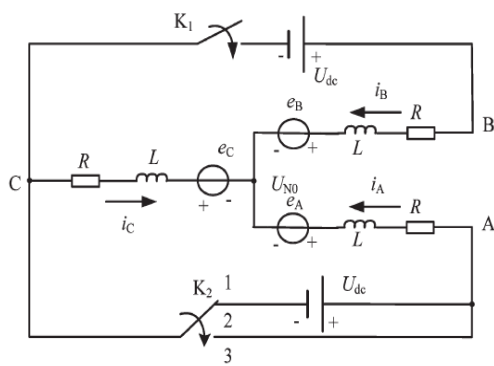 K1
- +
Udc
eB
iB
R
B
- +
L
R
L
eC
C
UN0
iA
R
A
+ -
eA
iC
- +
L
K2
1
Udc
2
- +
3